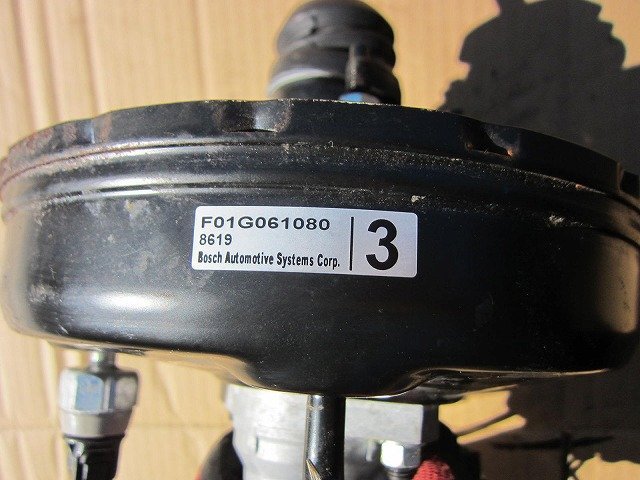 F01G061080
8619
Bosch Automotive Systems Corp.
3